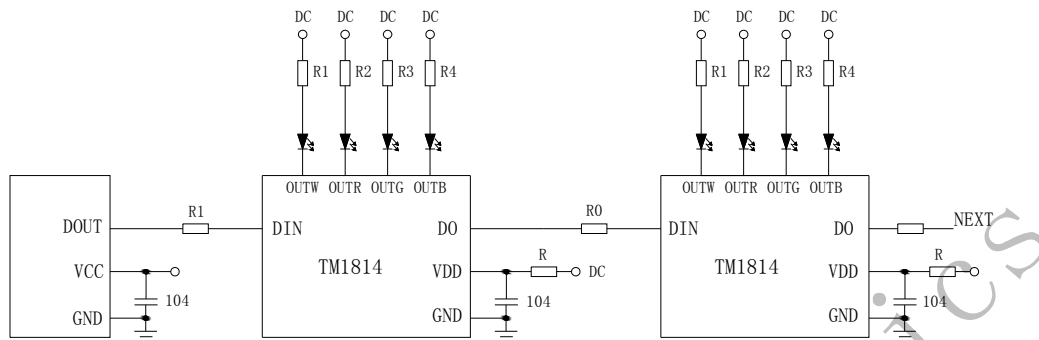 DC DC DC DC DC DC DC DC
R1 R2 R3 R4 R1 R2 R3 R4
OUTW OUTR OUTG OUTB OUTW OUTR OUTG OUTB
DOUT R1 DIN DO R0 DIN DO NEXT
VCC TM1814 VDD R DC TM1814 VDD R
GND 104 GND 104 GND 104
ICS